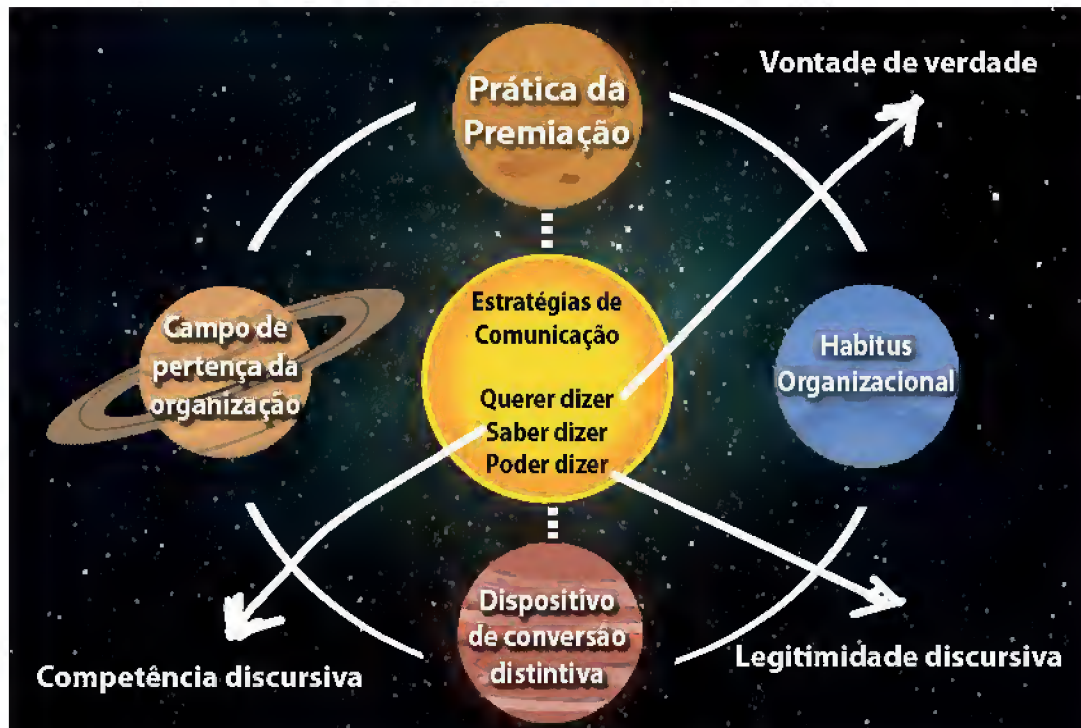 Prática da
Premiação
Vontade de verdade
Estratégias de
Comunicação
Campo de
pertença da
organização
Habitus
Organizacional
Querer dizer
Saber dizer
Poder dizer
Dispositivo
de conversão
distintiva
Competência discursiva
Legitimidade discursiva